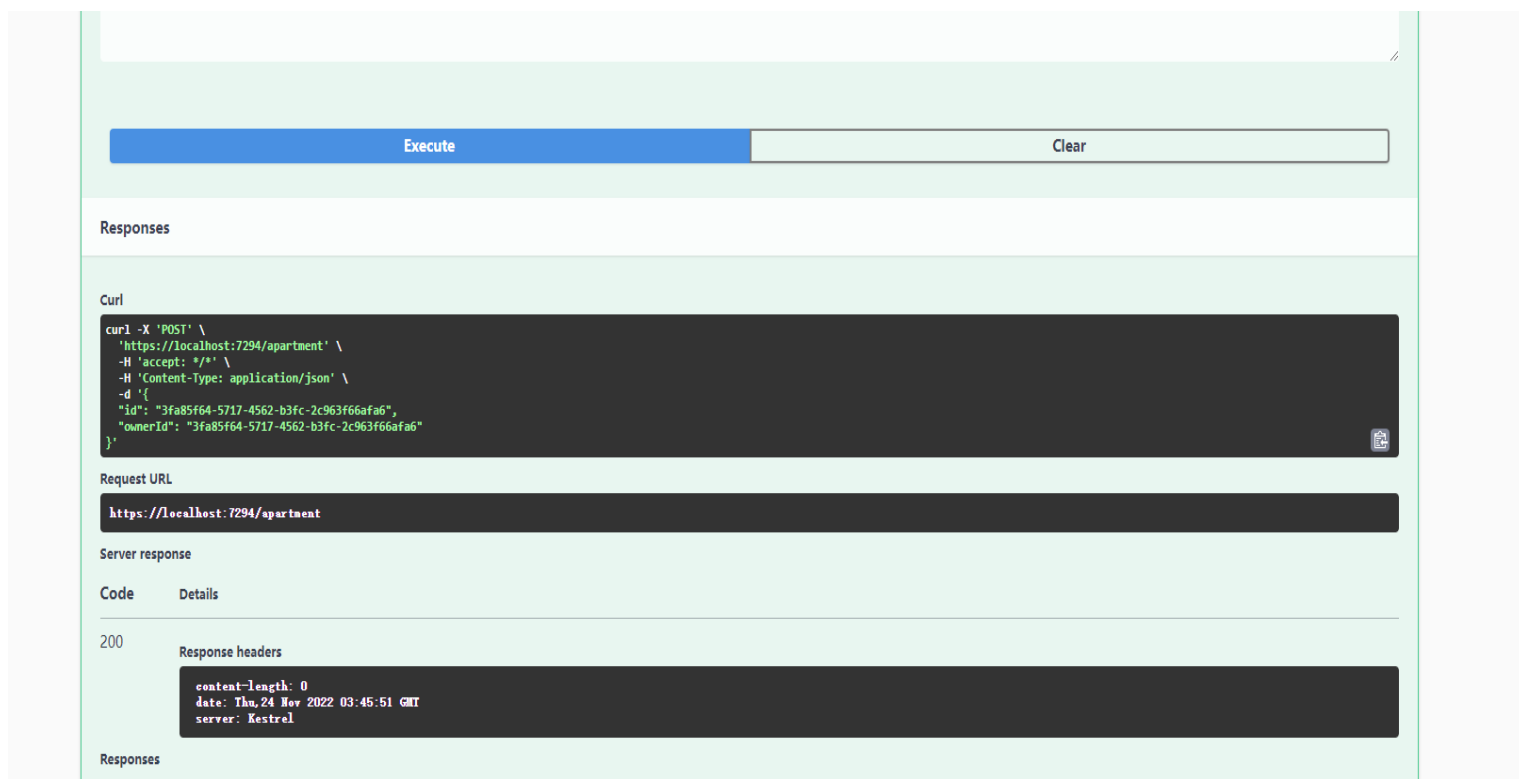 Execute
Clear
Responses
Curl
curl -X 'POST' \
  'https://localhost:7294/apartment' \
  -H 'accept: */*' \
  -H 'Content-Type: application/json' \
  -d '{
  "id": "3fa85f64-5717-4562-b3fc-2c963f66afa6",
  "ownerId": "3fa85f64-5717-4562-b3fc-2c963f66afa6"
}'
Request URL
https://localhost:7294/apartment
Server response
Code Details
200
Response headers
content-length: 0
date: Thu,24 Nov 2022 03:45:51 GMT
server: Kestrel
Responses